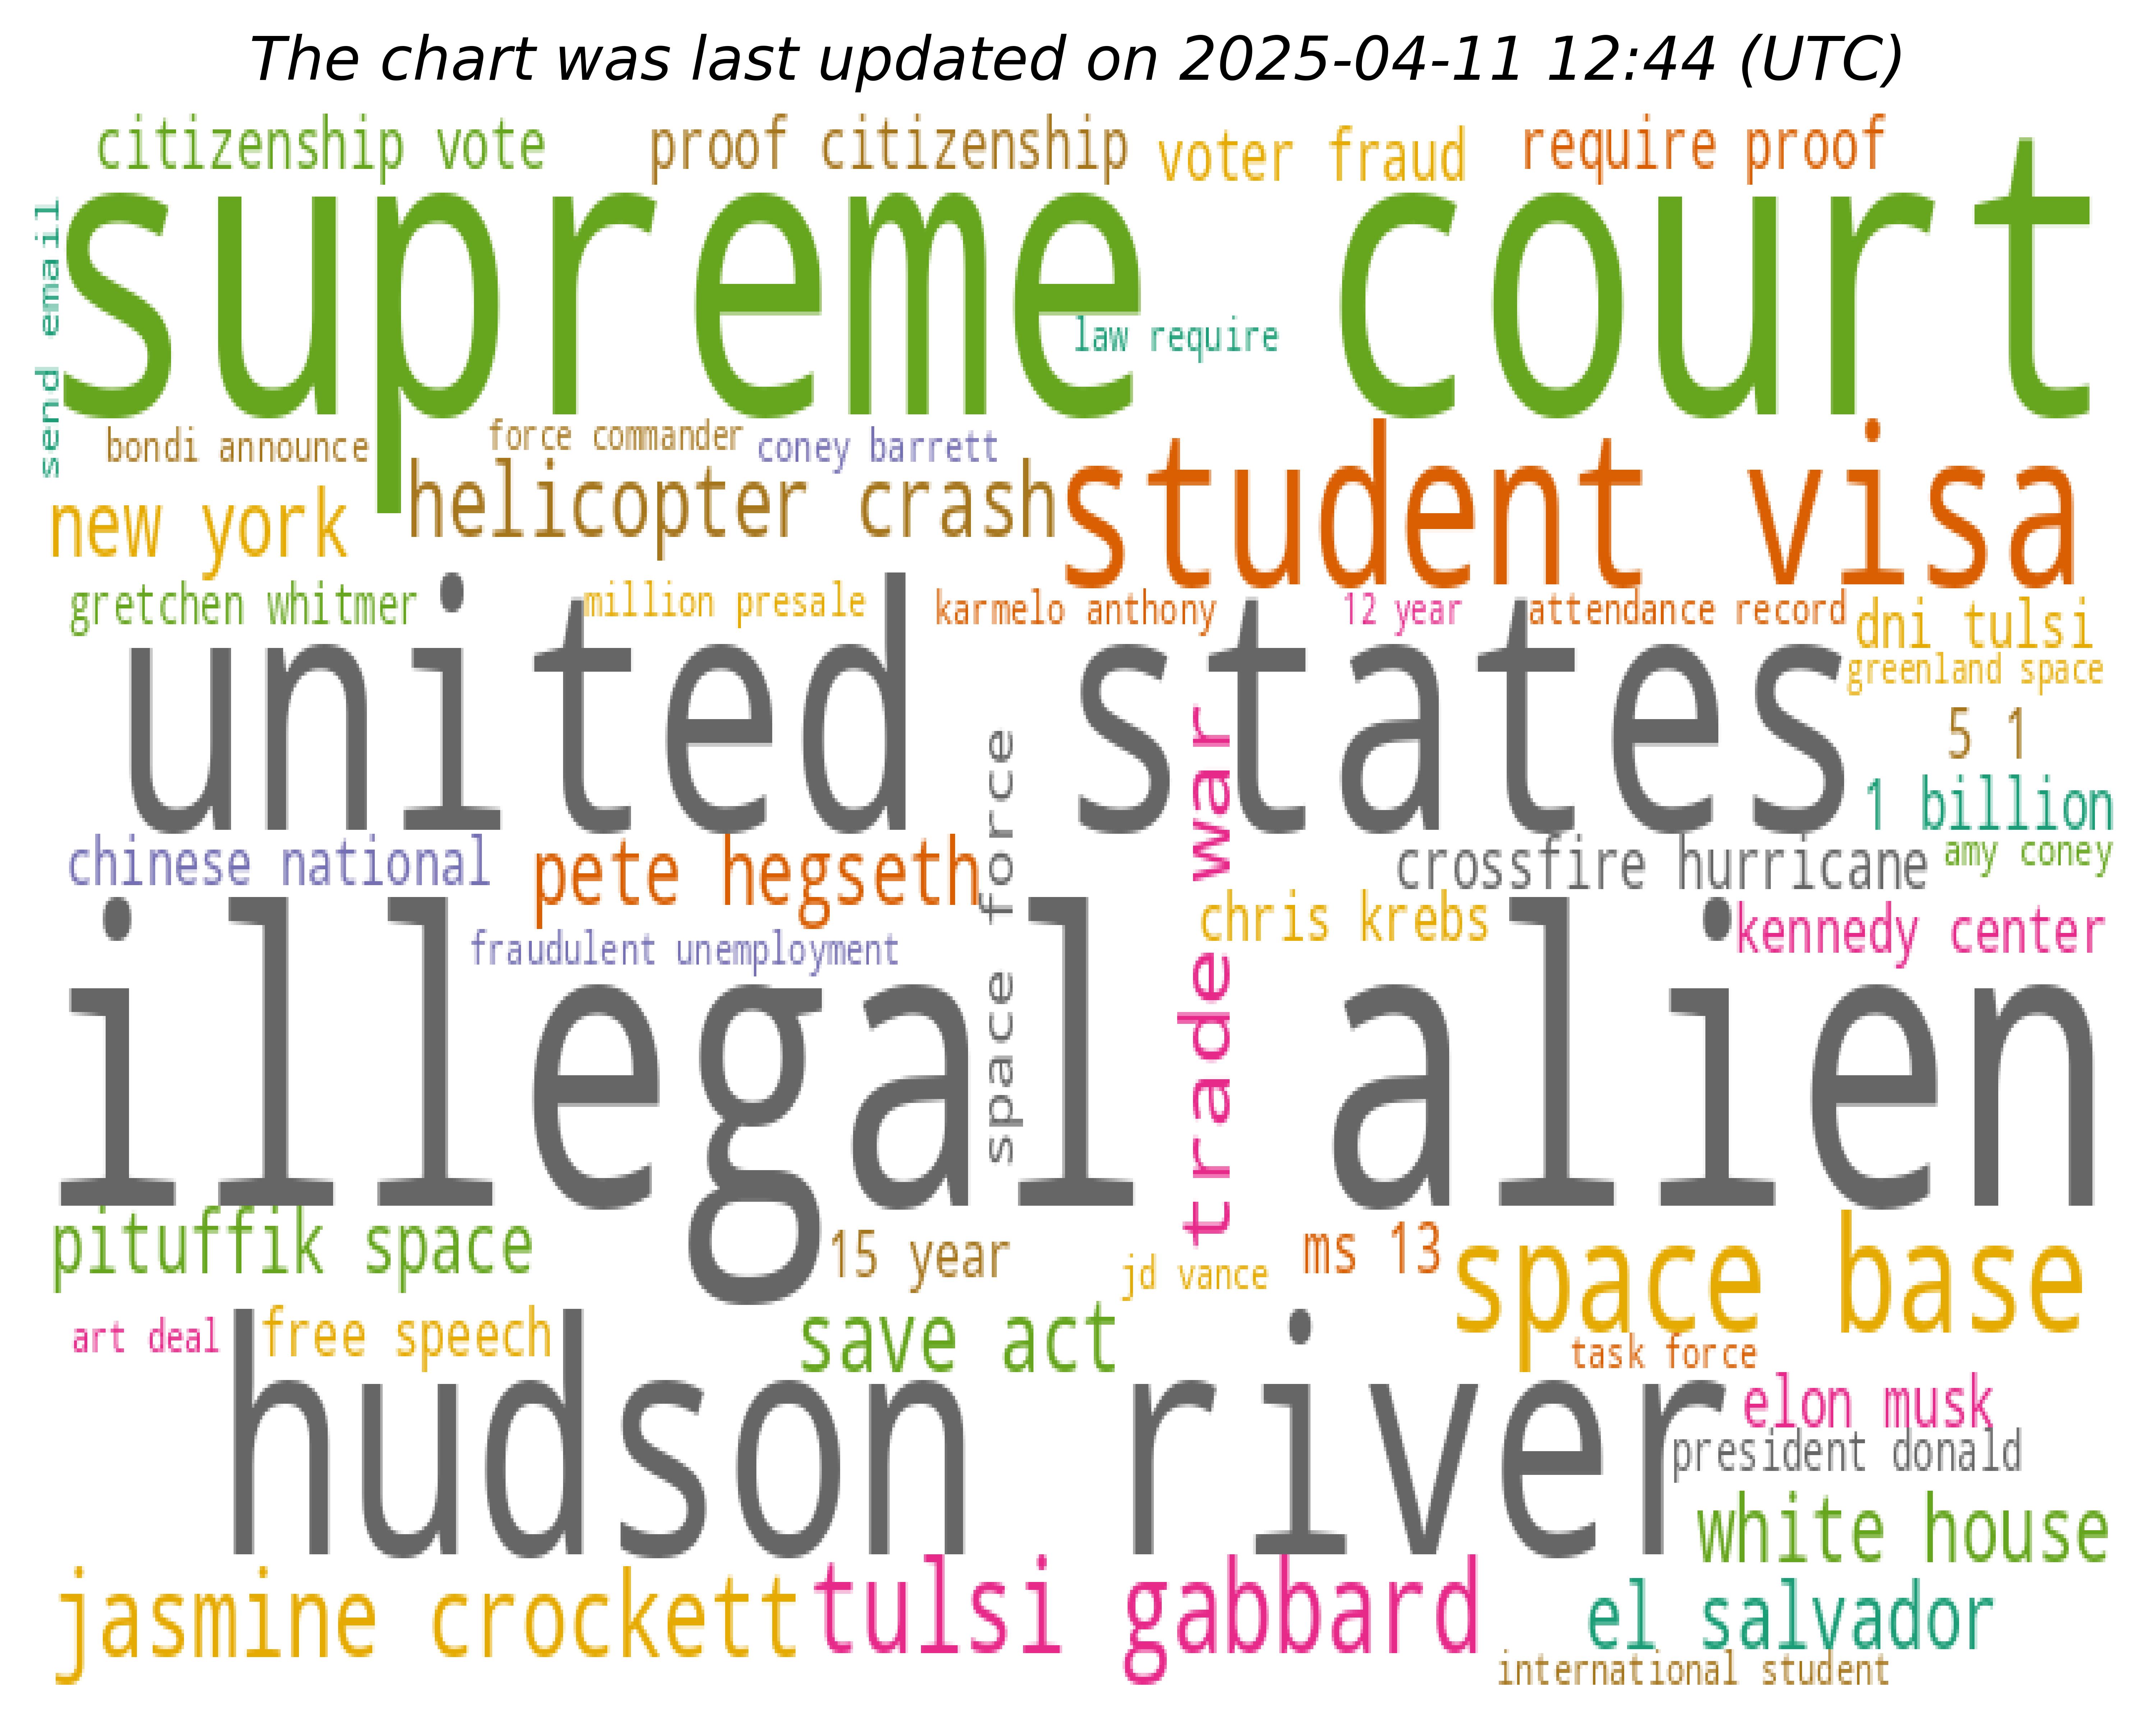 The chart was last updated on 2025-04-11 12:44 (UTC)
citizenship vote
proof citizenship
voter fraud
require proof
send email
supreme court
law require
bondi announce
force commander
coney barrett
new york
helicopter crash
student visa
gretchen whitmer
million presale
karmelo anthony
12 year
attendance record
dni tulsi
united states
greenland space
5 1
1 billion
chinese national
pete hegseth
space force
trade war
crossfire hurricane
amy coney
chris krebs
kennedy center
fraudulent unemployment
illegal alien
pituffik space
15 year
jd vance
ms 13
space base
art deal
free speech
save act
task force
hudson river
elon musk
president donald
white house
jasmine crockett
tulsi gabbard
el salvador
international student